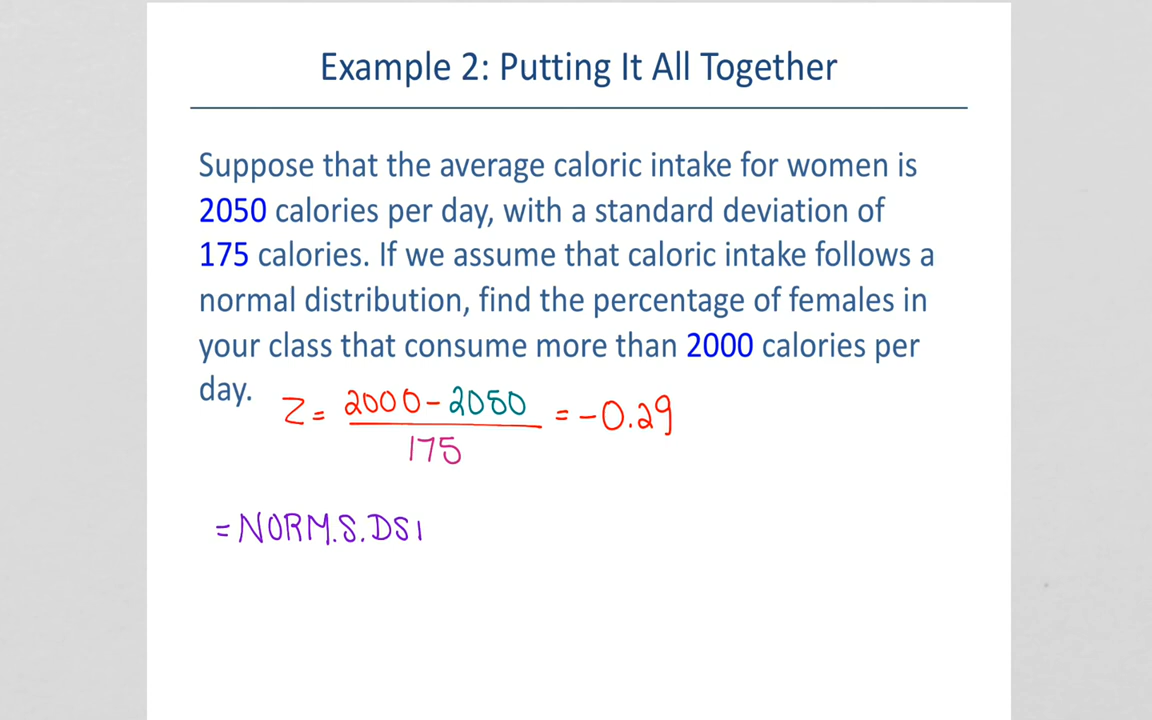 Example 2: Putting It All Together
Suppose that the average caloric intake for women is
2050 calories per day, with a standard deviation of
175 calories. If we assume that caloric intake follows a
normal distribution, find the percentage of females in
your class that consume more than 2000 calories per
day.
Z = 2000 - 2050 / 175 = -0.29
= NORM.S.DSI